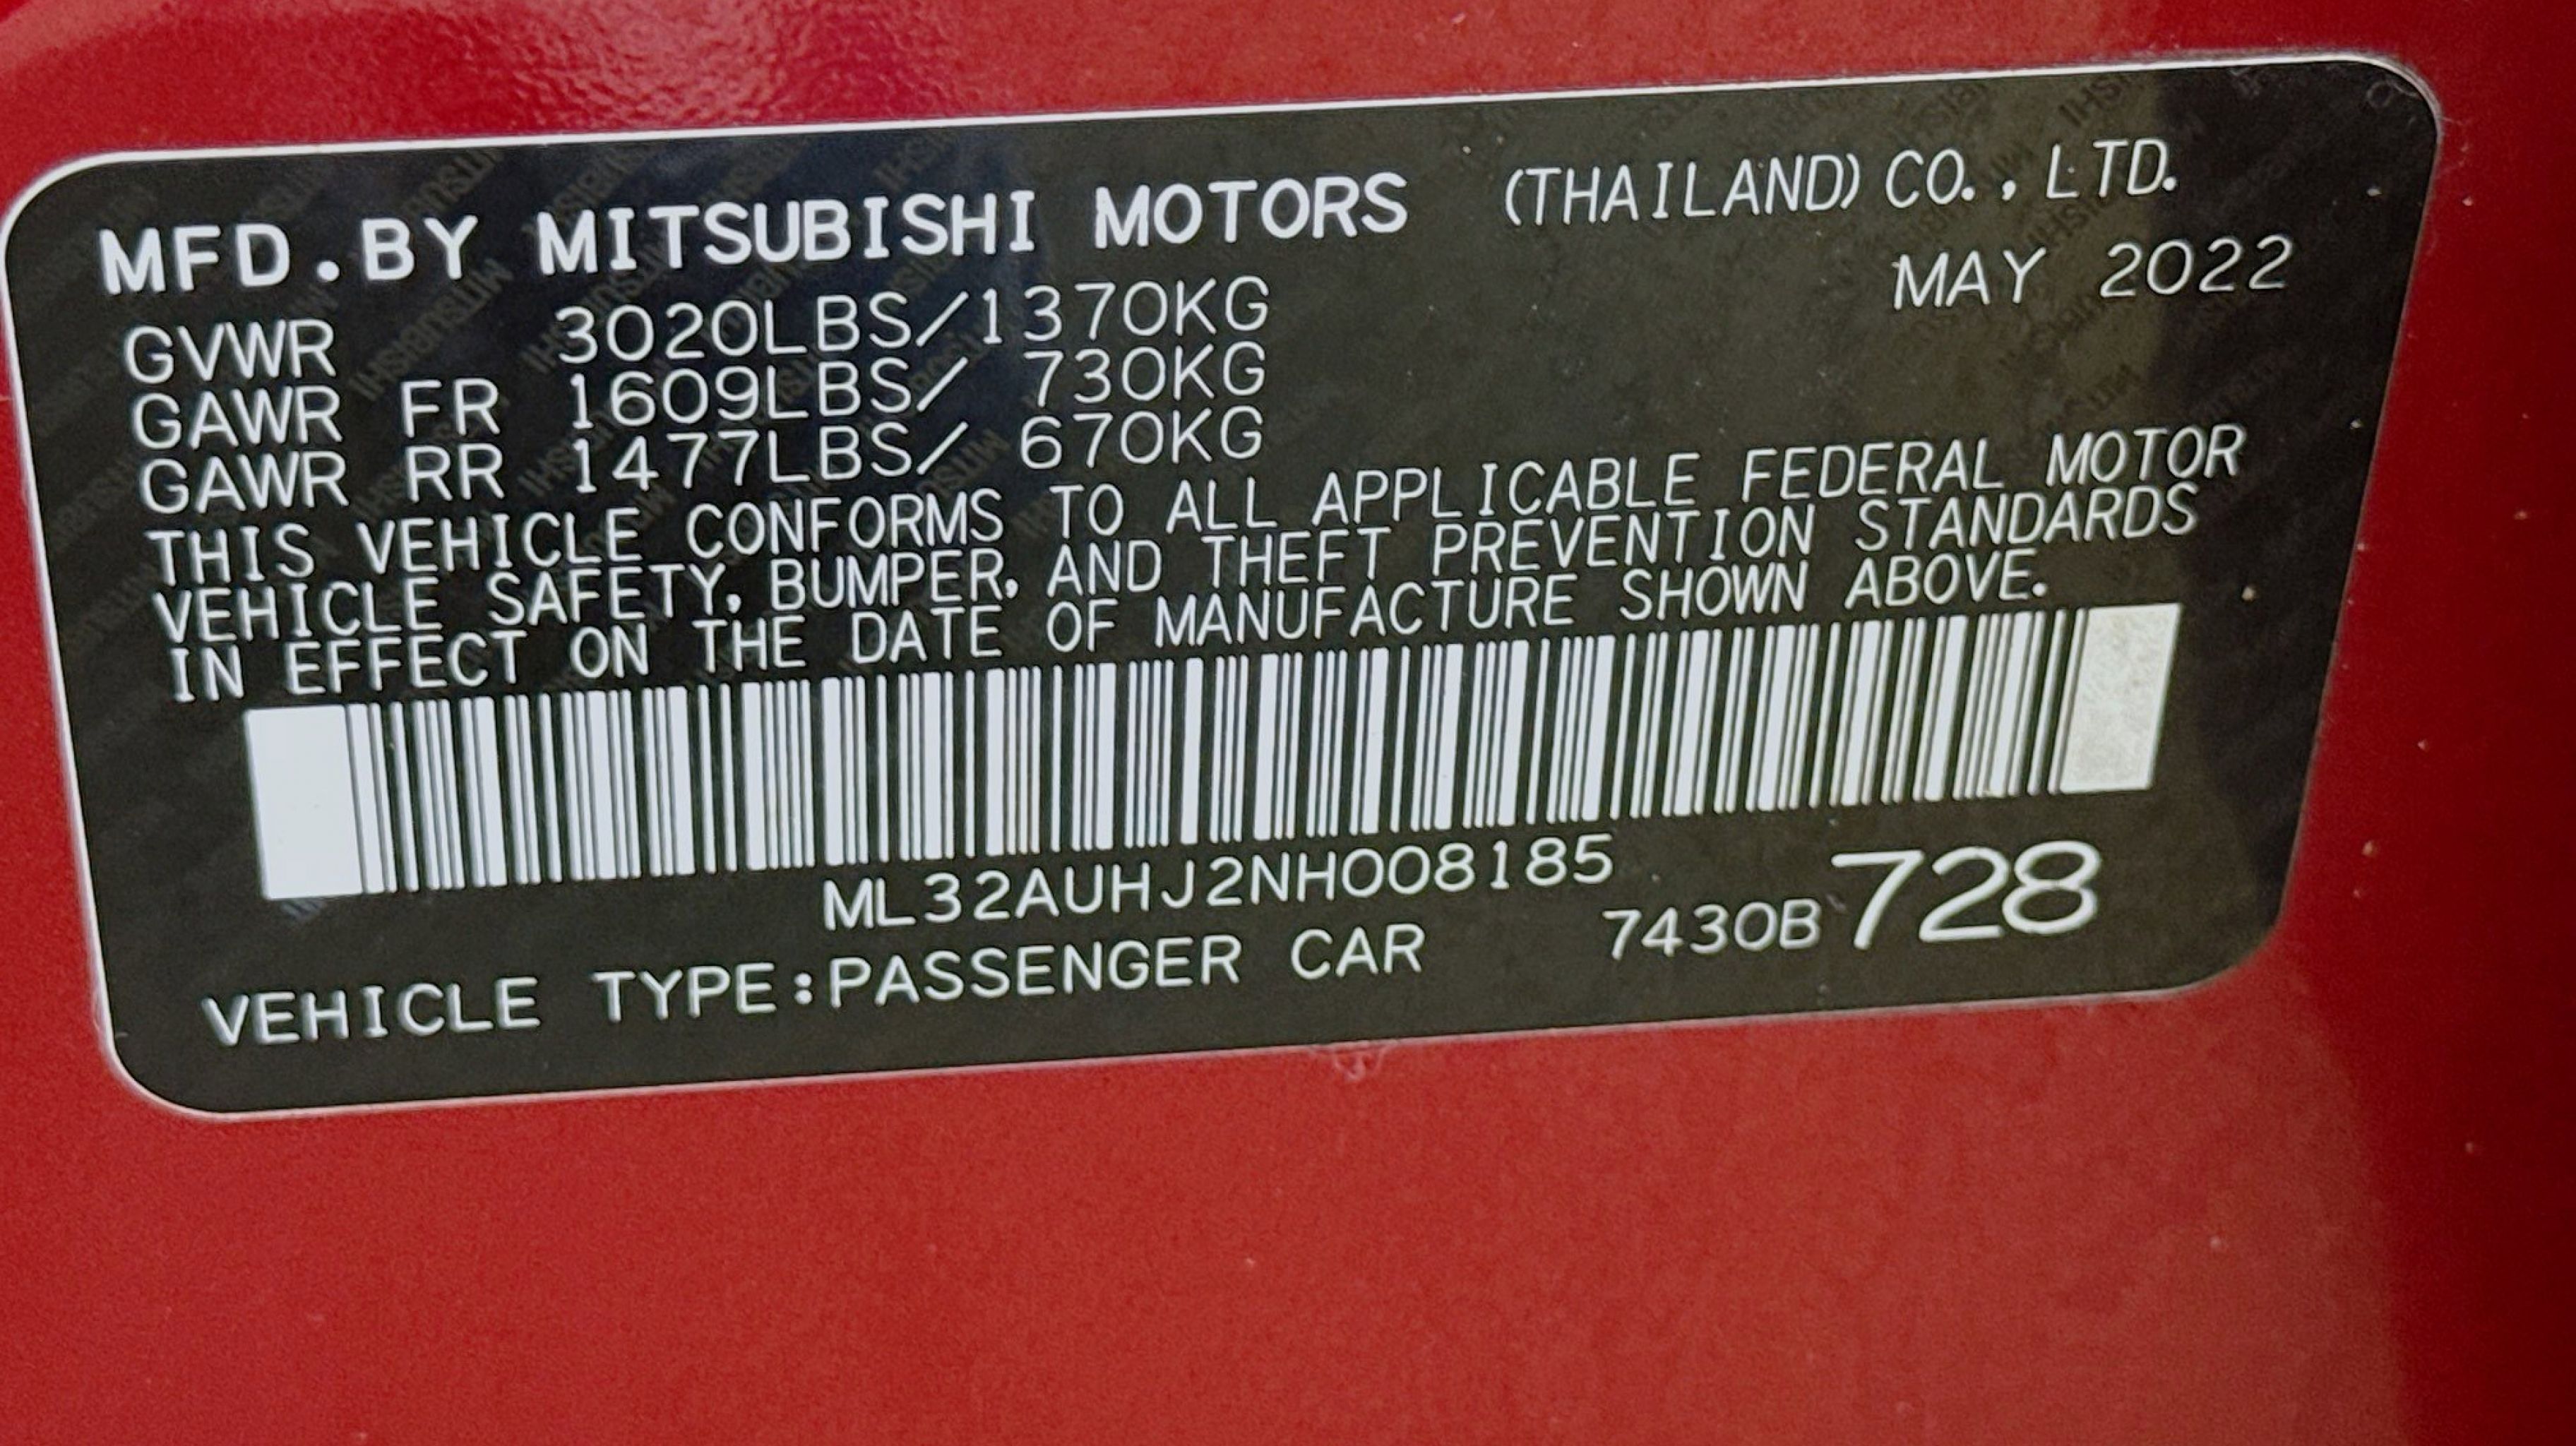 MFD.BY MITSUBISHI MOTORS (THAILAND) CO., LTD.
MAY 2022
GVWR 3020LBS/1370KG
GAWR FR 1609LBS/ 730KG
GAWR RR 1477LBS/ 670KG
THIS VEHICLE CONFORMS TO ALL APPLICABLE FEDERAL MOTOR
VEHICLE SAFETY, BUMPER, AND THEFT PREVENTION STANDARDS
IN EFFECT ON THE DATE OF MANUFACTURE SHOWN ABOVE.
ML32AUHJ2NH008185
7430B728
VEHICLE TYPE:PASSENGER CAR